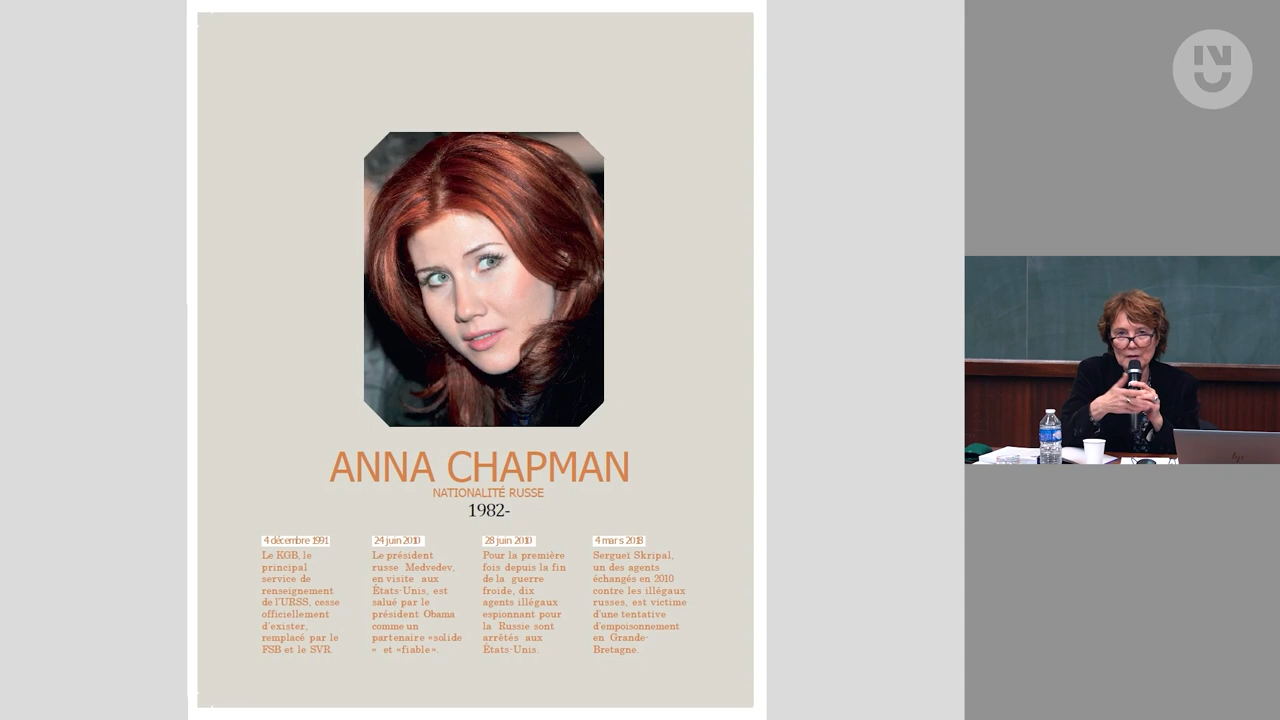 ANNA CHAPMAN
NATIONALITÉ RUSSE
1982-
4 décembre 1991
Le KGB, le
principal
service de
renseignement
de l'URSS, cesse
officiellement
d'exister,
remplacé par le
FSB et le SVR.
24 juin 2010
Le président
russe Medvedev,
en visite aux
États-Unis, est
salué par le
président Obama
comme un
partenaire «solide
» et «fiable».
28 juin 2010
Pour la première
fois depuis la fin
de la guerre
froide, dix
agents illégaux
espionnant pour
la Russie sont
arrêtés aux
États-Unis.
4 mars 2018
Sergueï Skripal,
un des agents
échangés en 2010
contre les illégaux
russes, est victime
d'une tentative
d'empoisonnement
en Grande-
Bretagne.
hp